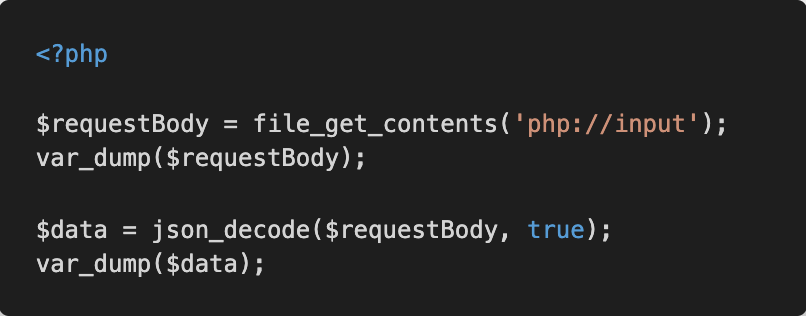 <?php
$requestBody = file_get_contents('php://input');
var_dump($requestBody);
$data = json_decode($requestBody, true);
var_dump($data);